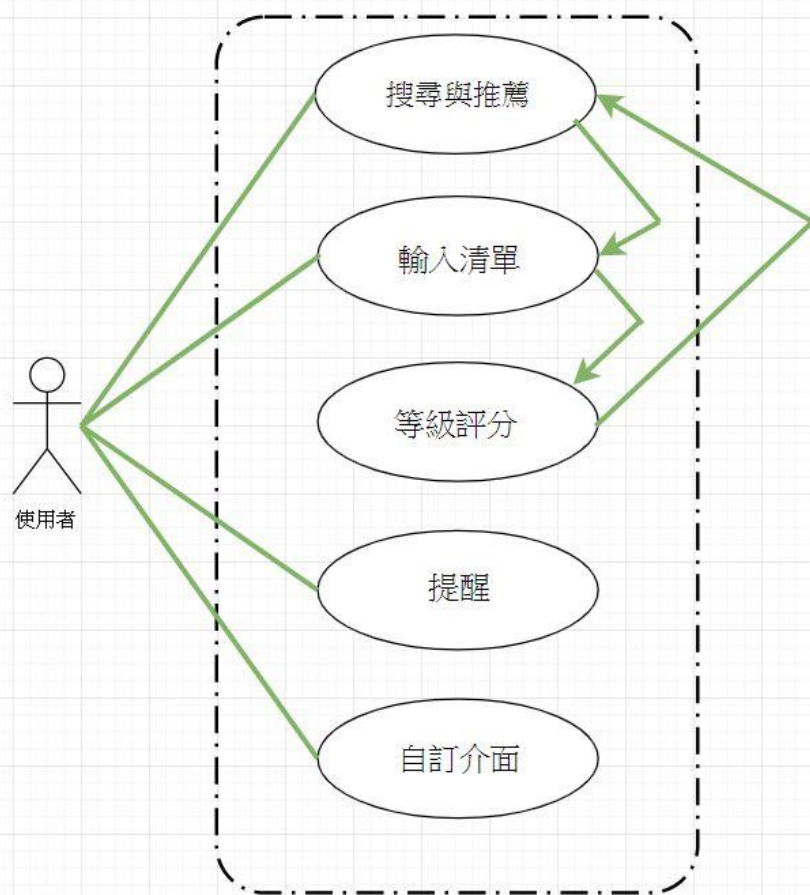 搜尋與推薦
輸入清單
等級評分
使用者
提醒
自訂介面